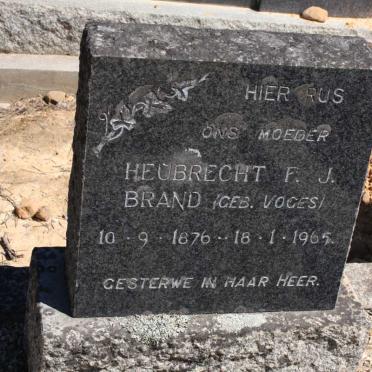 HIER RUS
ONS MOEDER
HEUBRECHT F. J.
BRAND (GEB. VOGES)
10 · 9 · 1876 -- 18 · 1 · 1965.
GESTERWE IN HAAR HEER.